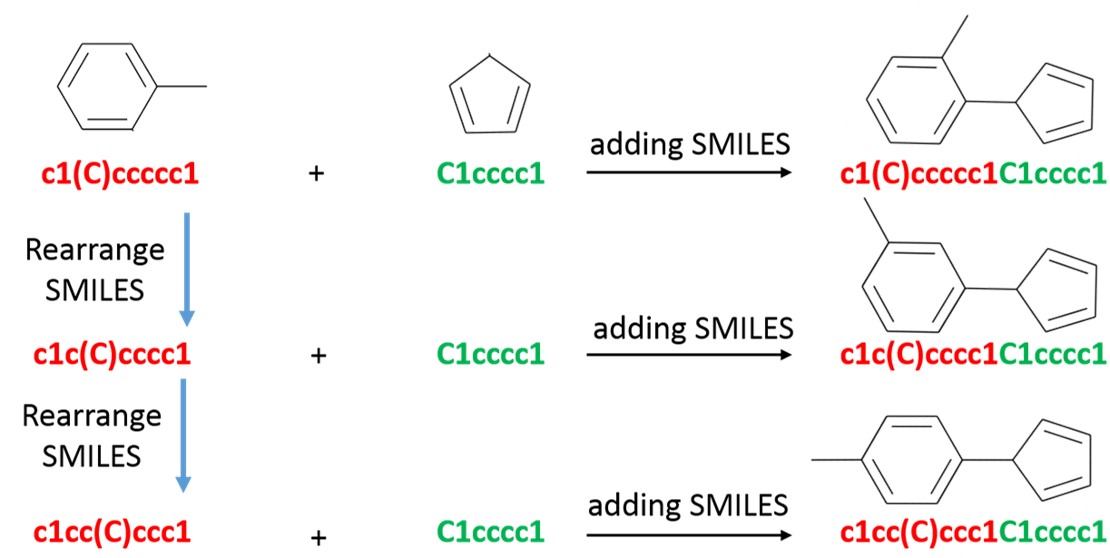 adding SMILES
c1(C)ccccc1 + C1cccc1 c1(C)ccccc1C1cccc1
Rearrange
SMILES
adding SMILES
c1c(C)cccc1 + C1cccc1 c1c(C)cccc1C1cccc1
Rearrange
SMILES
adding SMILES
c1cc(C)ccc1 + C1cccc1 c1cc(C)ccc1C1cccc1